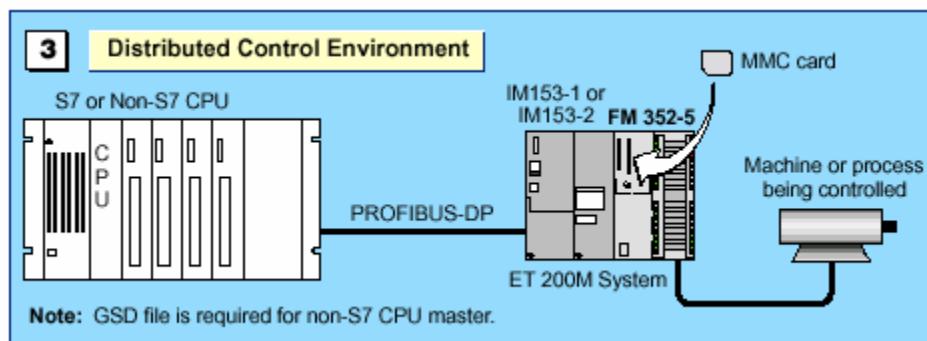 3
Distributed Control Environment
MMC card
S7 or Non-S7 CPU
IM153-1 or
IM153-2
FM 352-5
CPU
Machine or process
being controlled
PROFIBUS-DP
ET 200M System
Note: GSD file is required for non-S7 CPU master.